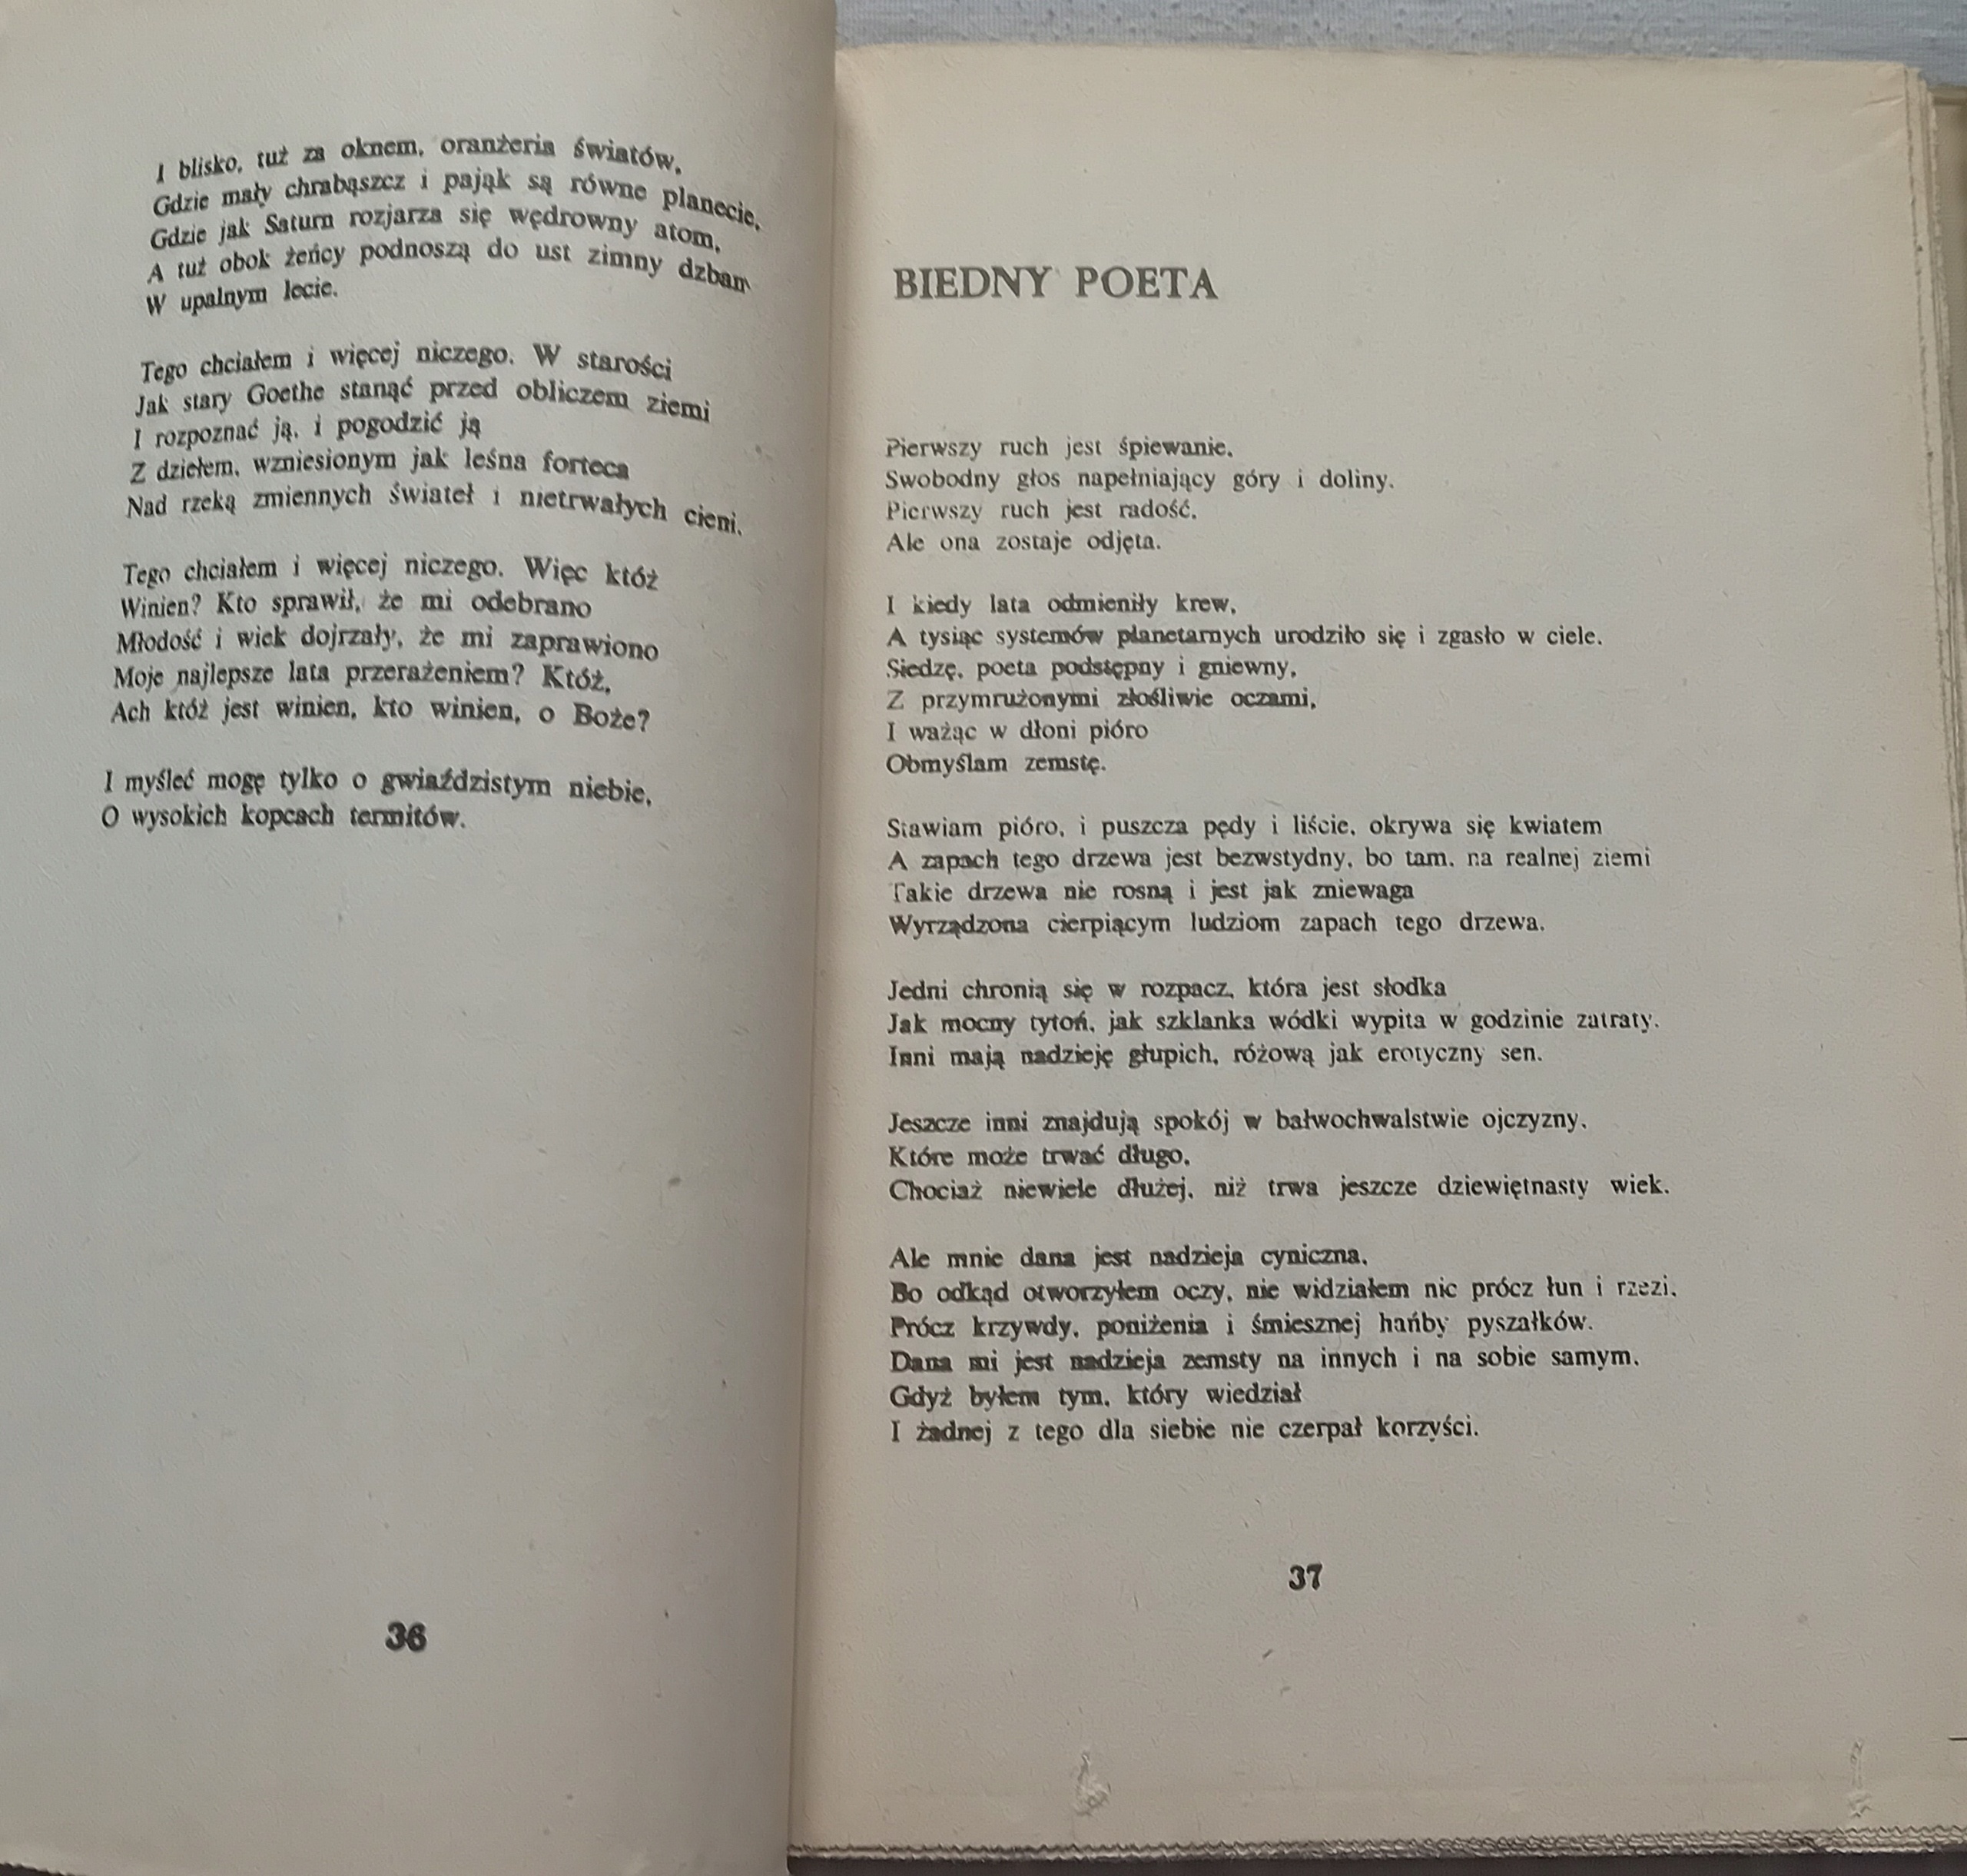 I blisko, tuż za oknem, oranżeria światów,
Gdzie mały chrabąszcz i pająk są równe planecie,
Gdzie jak Saturn rozjarza się wędrowny atom,
A tuż obok żeńcy podnoszą do ust zimny dzban
W upalnym lecie.
Tego chciałem i więcej niczego. W starości
Jak stary Goethe stanąć przed obliczem ziemi
I rozpoznać ją, i pogodzić ją
Z dziełem, wzniesionym jak leśna forteca
Nad rzeką zmiennych świateł i nietrwałych cieni.
Tego chciałem i więcej niczego. Więc któż
Winien? Kto sprawił, że mi odebrano
Młodość i wiek dojrzały, że mi zaprawiono
Moje najlepsze lata przerażeniem? Któż,
Ach któż jest winien, kto winien, o Boże?
I myśleć mogę tylko o gwiaździstym niebie,
O wysokich kopcach termitów.
36
BIEDNY POETA
Pierwszy ruch jest śpiewanie,
Swobodny głos napełniający góry i doliny.
Pierwszy ruch jest radość,
Ale ona zostaje odjęta.
I kiedy lata odmieniły krew,
A tysiąc systemów planetarnych urodziło się i zgasło w ciele,
Siedzę, poeta podstępny i gniewny,
Z przymrużonymi złośliwie oczami,
I ważąc w dłoni pióro
Obmyślam zemstę.
Stawiam pióro, i puszcza pędy i liście, okrywa się kwiatem
A zapach tego drzewa jest bezwstydny, bo tam, na realnej ziemi
Takie drzewa nie rosną i jest jak zniewaga
Wyrządzona cierpiącym ludziom zapach tego drzewa.
Jedni chronią się w rozpacz, która jest słodka
Jak mocny tytoń, jak szklanka wódki wypita w godzinie zatraty.
Inni mają nadzieję głupich, różową jak erotyczny sen.
Jeszcze inni znajdują spokój w bałwochwalstwie ojczyzny,
Które może trwać długo,
Chociaż niewiele dłużej, niż trwa jeszcze dziewiętnasty wiek.
Ale mnie dana jest nadzieja cyniczna,
Bo odkąd otworzyłem oczy, nie widziałem nic prócz łun i rzezi,
Prócz krzywdy, poniżenia i śmiesznej hańby pyszałków.
Dana mi jest nadzieja zemsty na innych i na sobie samym,
Gdyż byłem tym, który wiedział
I żadnej z tego dla siebie nie czerpał korzyści.
37